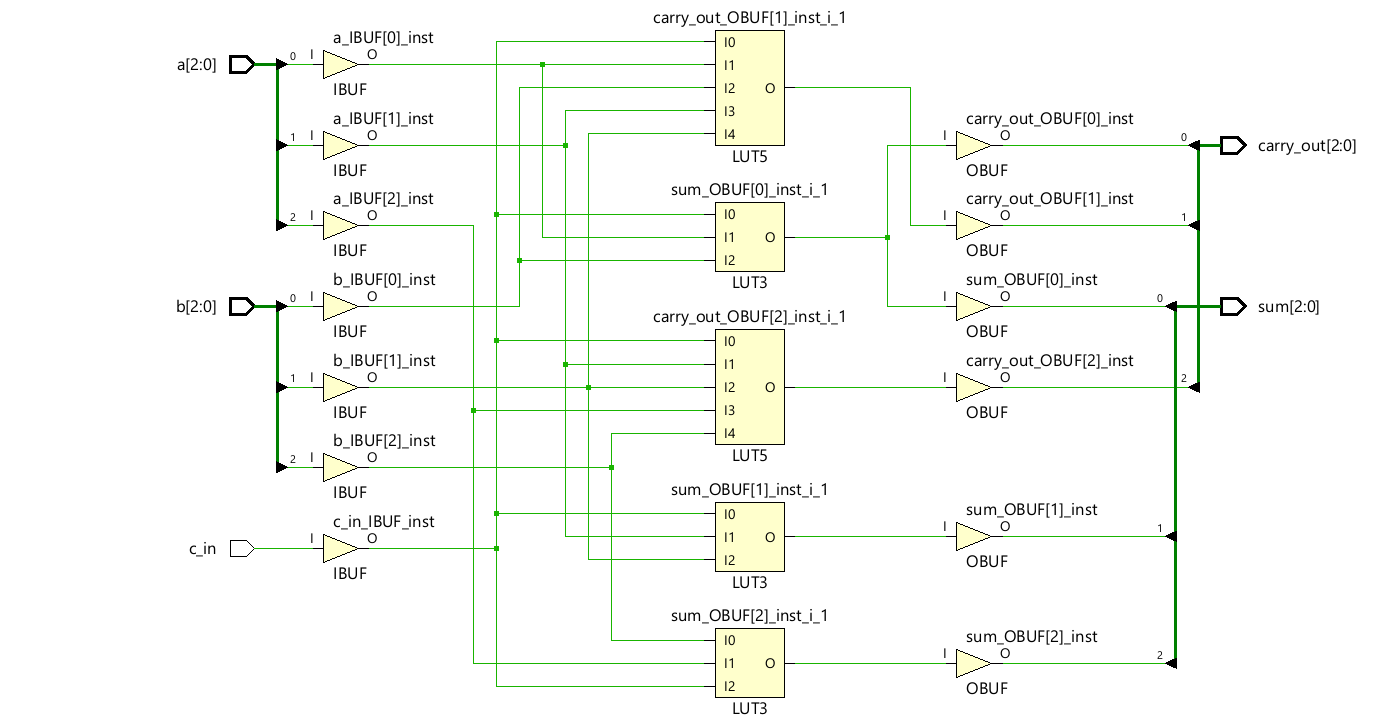 a[2:0]
0
I
a_IBUF[0]_inst
O
IBUF
1
I
a_IBUF[1]_inst
O
IBUF
2
I
a_IBUF[2]_inst
O
IBUF
b[2:0]
0
I
b_IBUF[0]_inst
O
IBUF
1
I
b_IBUF[1]_inst
O
IBUF
2
I
b_IBUF[2]_inst
O
IBUF
c_in
I
c_in_IBUF_inst
O
IBUF
carry_out_OBUF[1]_inst_i_1
I0
I1
I2
I3
I4
O
LUT5
sum_OBUF[0]_inst_i_1
I0
I1
I2
O
LUT3
carry_out_OBUF[2]_inst_i_1
I0
I1
I2
I3
I4
O
LUT5
sum_OBUF[1]_inst_i_1
I0
I1
I2
O
LUT3
sum_OBUF[2]_inst_i_1
I0
I1
I2
O
LUT3
carry_out_OBUF[0]_inst
I
O
OBUF
0
carry_out_OBUF[1]_inst
I
O
OBUF
1
sum_OBUF[0]_inst
I
O
OBUF
0
carry_out_OBUF[2]_inst
I
O
OBUF
2
sum_OBUF[1]_inst
I
O
OBUF
1
sum_OBUF[2]_inst
I
O
OBUF
2
carry_out[2:0]
sum[2:0]